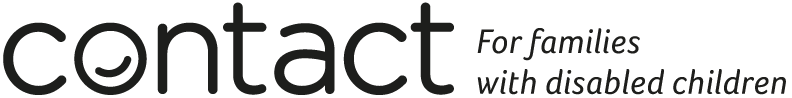 contact
For families
with disabled children